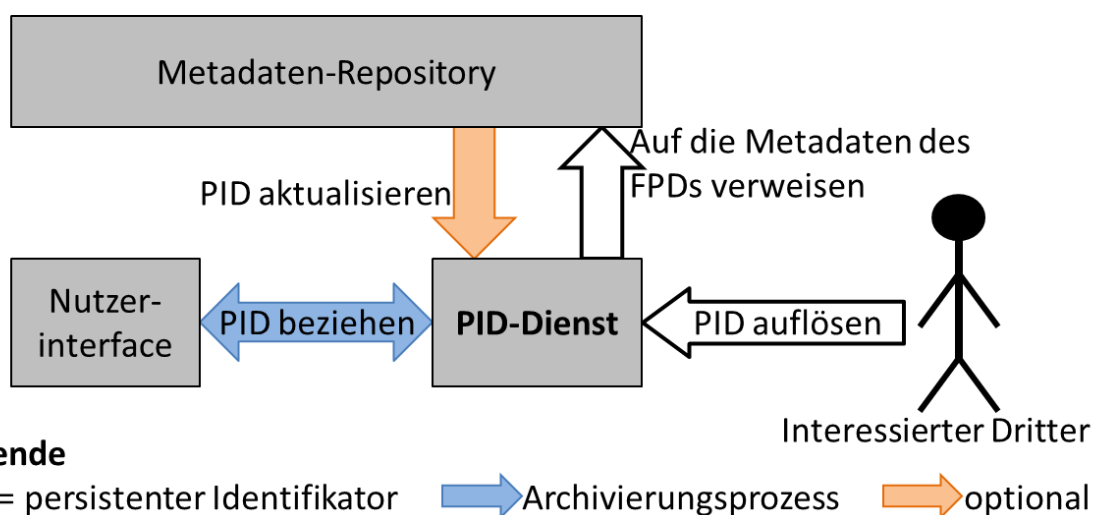 Metadaten-Repository
Auf die Metadaten des
FPDs verweisen
PID aktualisieren
Nutzer-
interface
PID beziehen
PID-Dienst
PID auflösen
Interessierter Dritter
ende
= persistenter Identifikator
Archivierungsprozess
optional